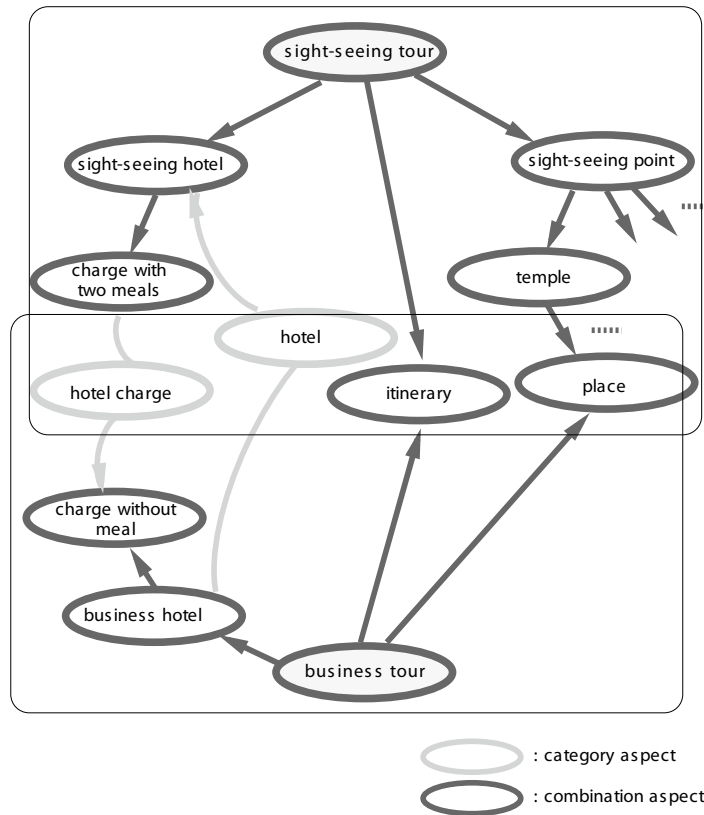 sight-seeing tour
sight-seeing hotel
sight-seeing point
charge with
two meals
temple
hotel
hotel charge
itinerary
place
charge without
meal
business hotel
business tour
: category aspect
: combination aspect